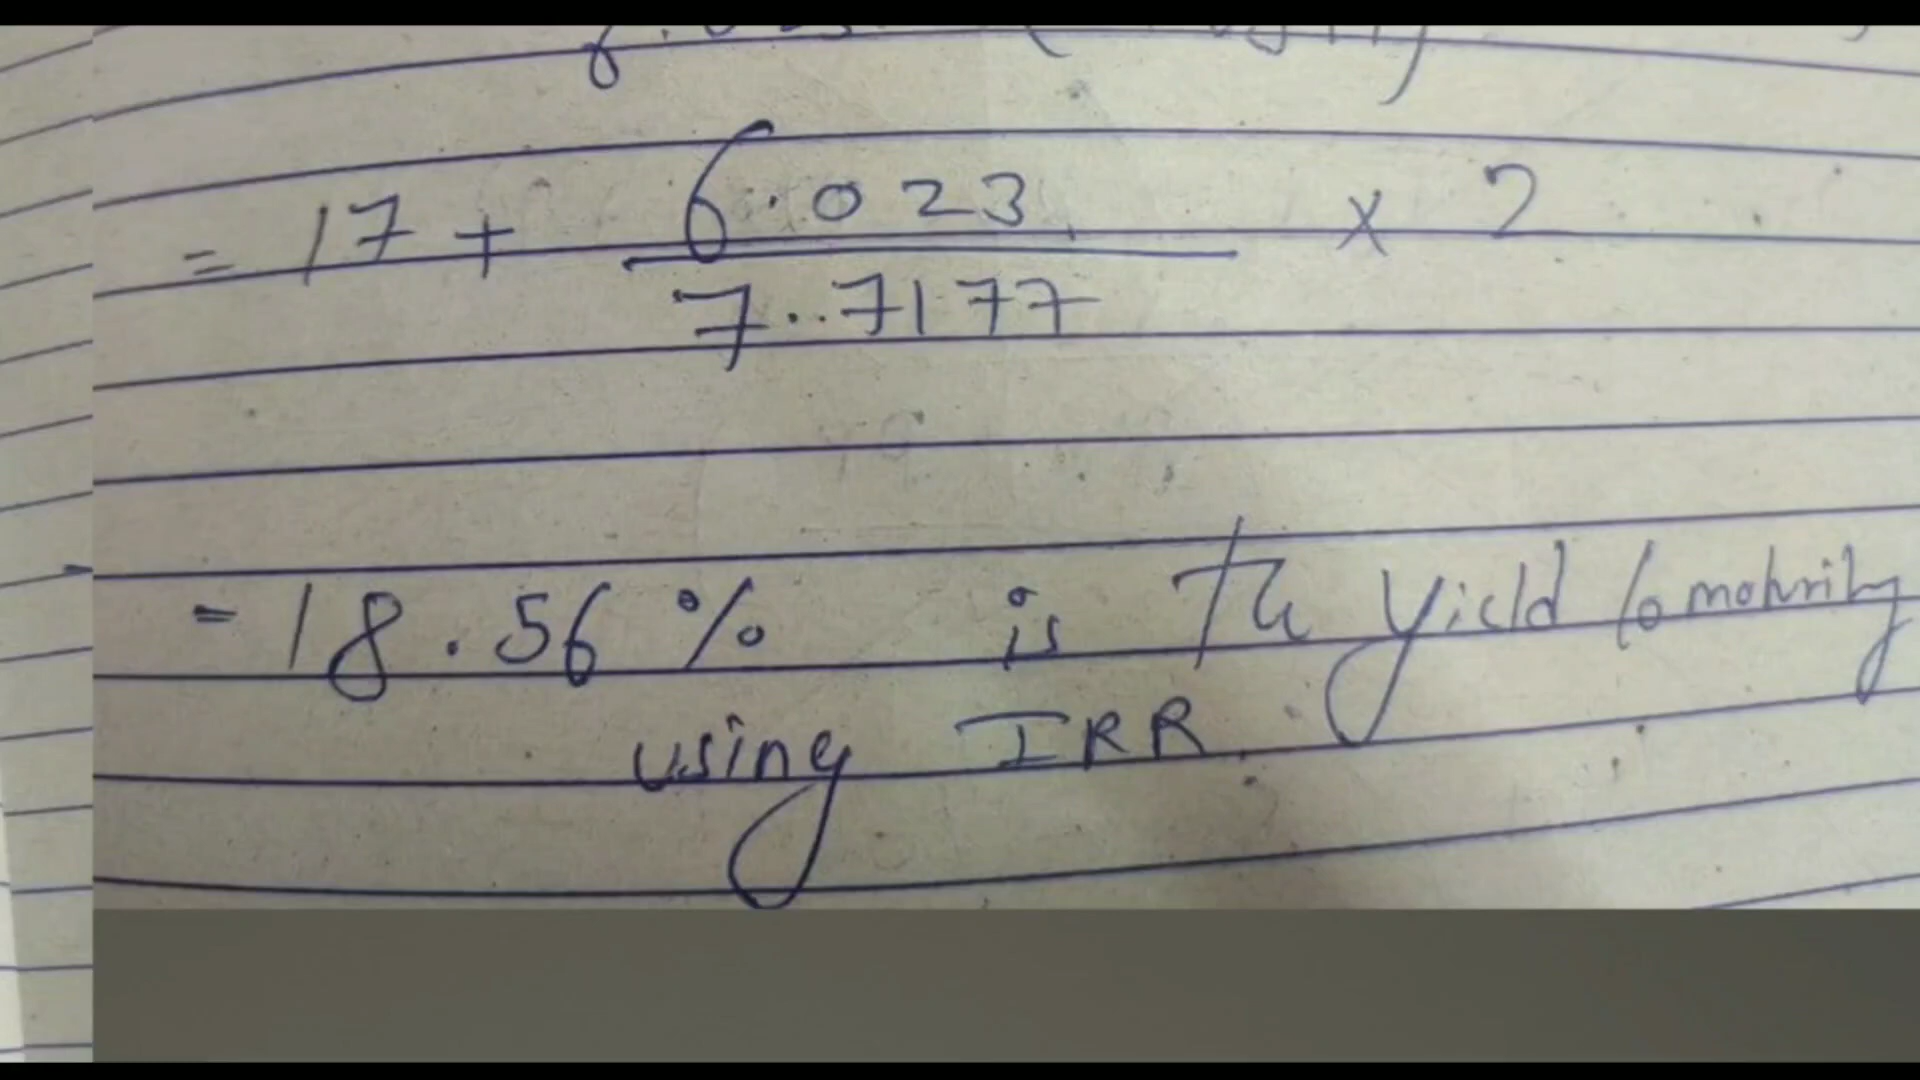 = 17 + 6.023 / 7..7177 x 2
= 18.56 % is the yield to maturity
using IRR.